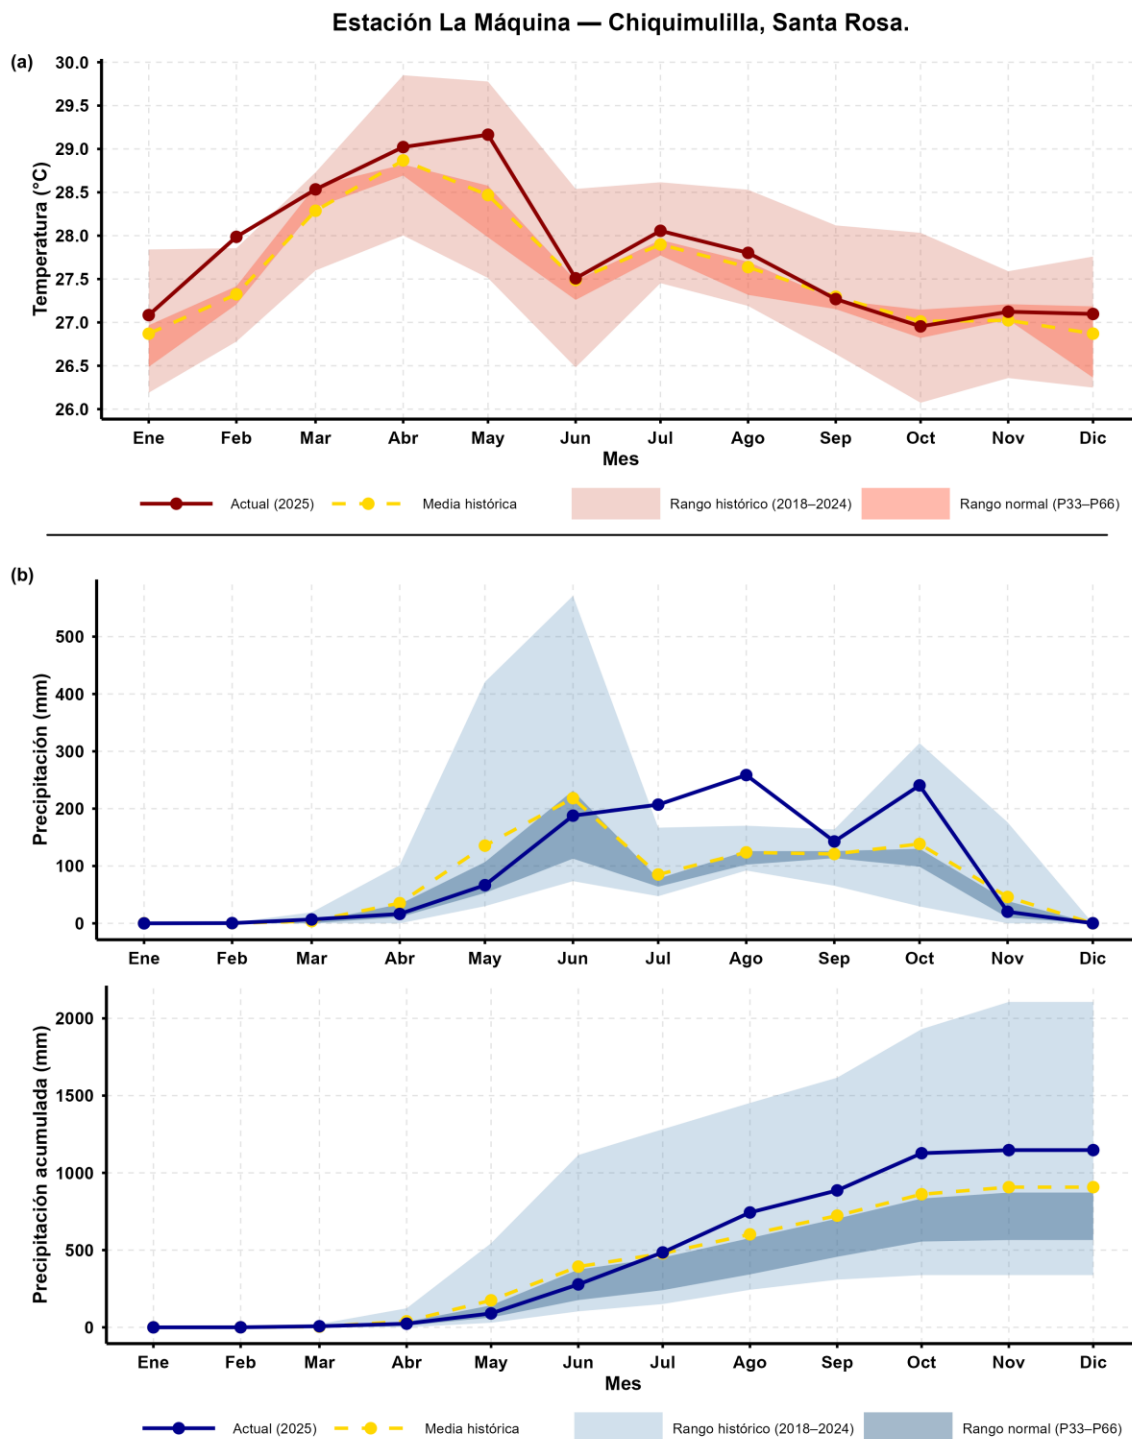 Estación La Máquina — Chiquimulilla, Santa Rosa.
(a)
Temperatura (°C)
30.0
29.5
29.0
28.5
28.0
27.5
27.0
26.5
26.0
Ene Feb Mar Abr May Jun Jul Ago Sep Oct Nov Dic
Mes
Actual (2025) Media histórica Rango histórico (2018–2024) Rango normal (P33–P66)
(b)
Precipitación (mm)
500
400
300
200
100
0
Ene Feb Mar Abr May Jun Jul Ago Sep Oct Nov Dic
Precipitación acumulada (mm)
2000
1500
1000
500
0
Ene Feb Mar Abr May Jun Jul Ago Sep Oct Nov Dic
Mes
Actual (2025) Media histórica Rango histórico (2018–2024) Rango normal (P33–P66)